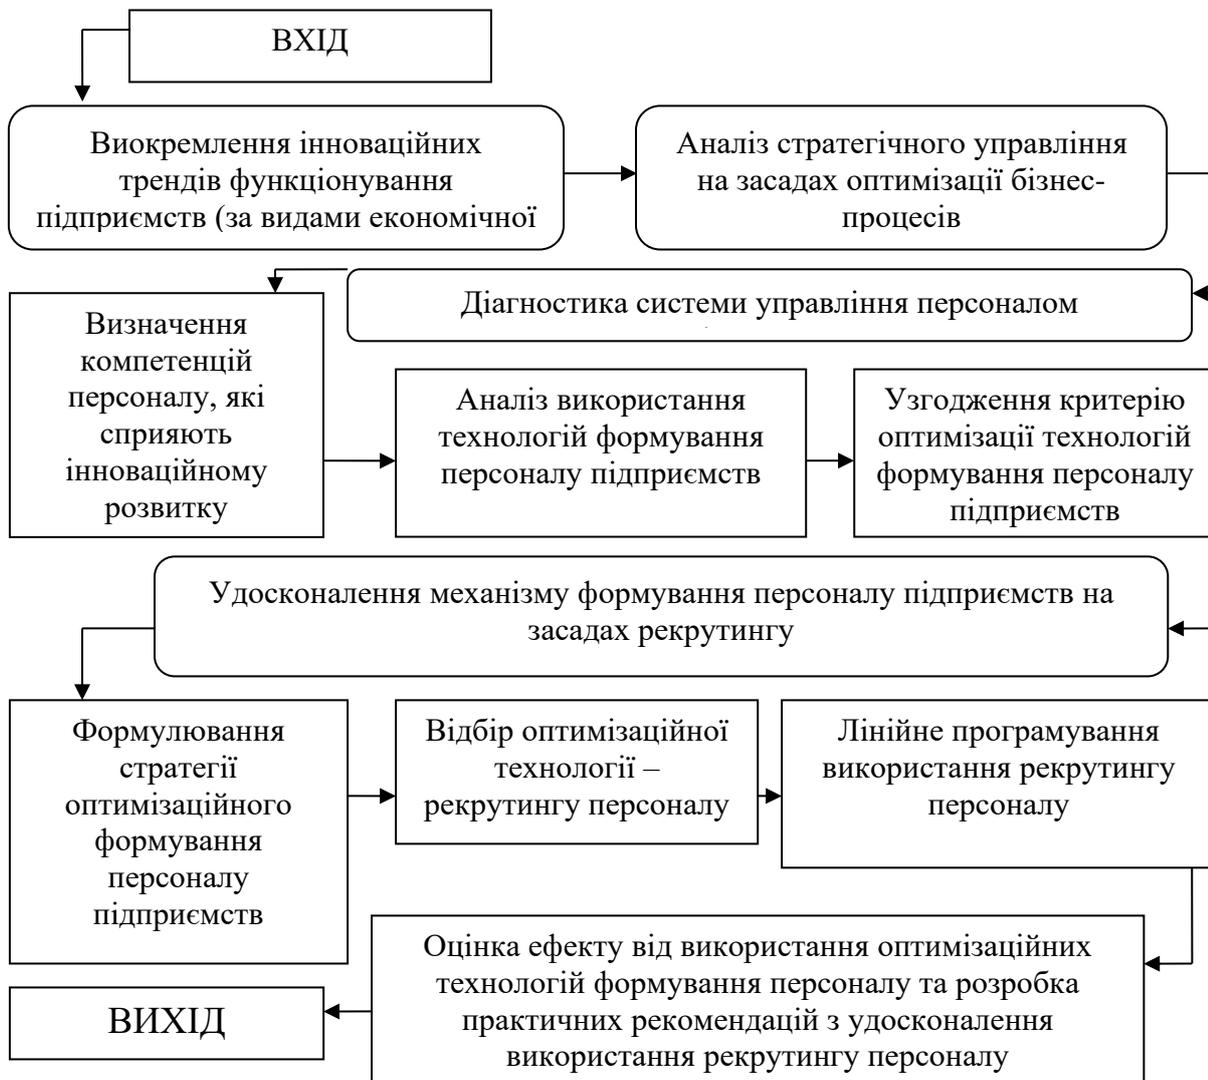 ВХІД
Виокремлення інноваційних
трендів функціонування
підприємств (за видами економічної
Аналіз стратегічного управління
на засадах оптимізації бізнес-
процесів
Діагностика системи управління персоналом
Визначення
компетенцій
персоналу, які
сприяють
інноваційному
розвитку
Аналіз використання
технологій формування
персоналу підприємств
Узгодження критерію
оптимізації технологій
формування персоналу
підприємств
Удосконалення механізму формування персоналу підприємств на
засадах рекрутингу
Формулювання
стратегії
оптимізаційного
формування
персоналу
підприємств
Відбір оптимізаційної
технології –
рекрутингу персоналу
Лінійне програмування
використання рекрутингу
персоналу
Оцінка ефекту від використання оптимізаційних
технологій формування персоналу та розробка
практичних рекомендацій з удосконалення
використання рекрутингу персоналу
ВИХІД